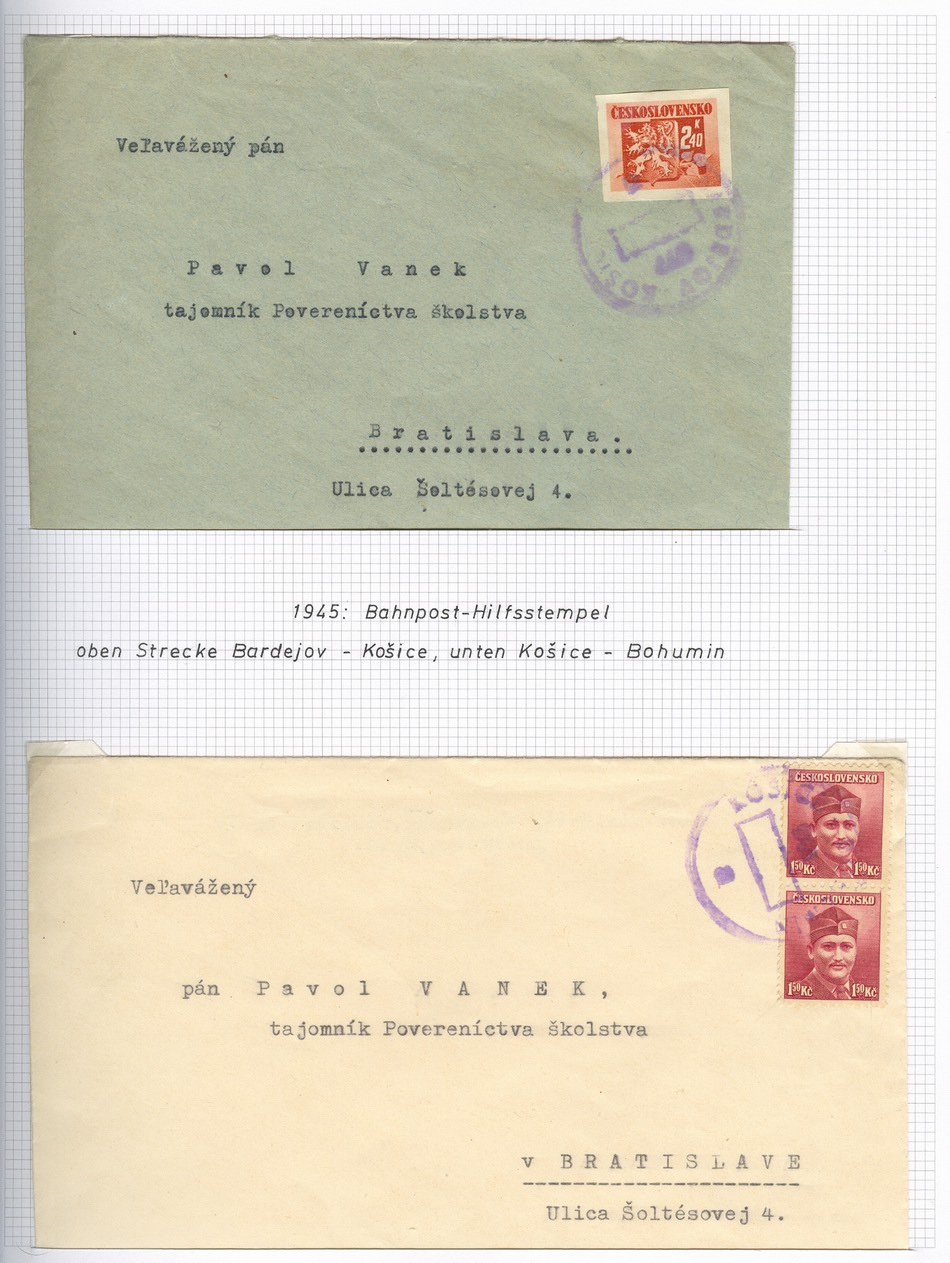 ČESKOSLOVENSKO
2 40 K
Veľavážený pán
Pavol Vanek
tajomník Povereníctva školstva
Bratislava.
Ulica Šoltésovej 4.
1945: Bahnpost-Hilfsstempel
oben Strecke Bardejov - Košice, unten Košice - Bohumin
ČESKOSLOVENSKO
1 50 Kč 1 50 Kč
ČESKOSLOVENSKO
1 50 Kč 1 50 Kč
Veľavážený
pán Pavol VANEK,
tajomník Povereníctva školstva
v BRATISLAVE
Ulica Šoltésovej 4.